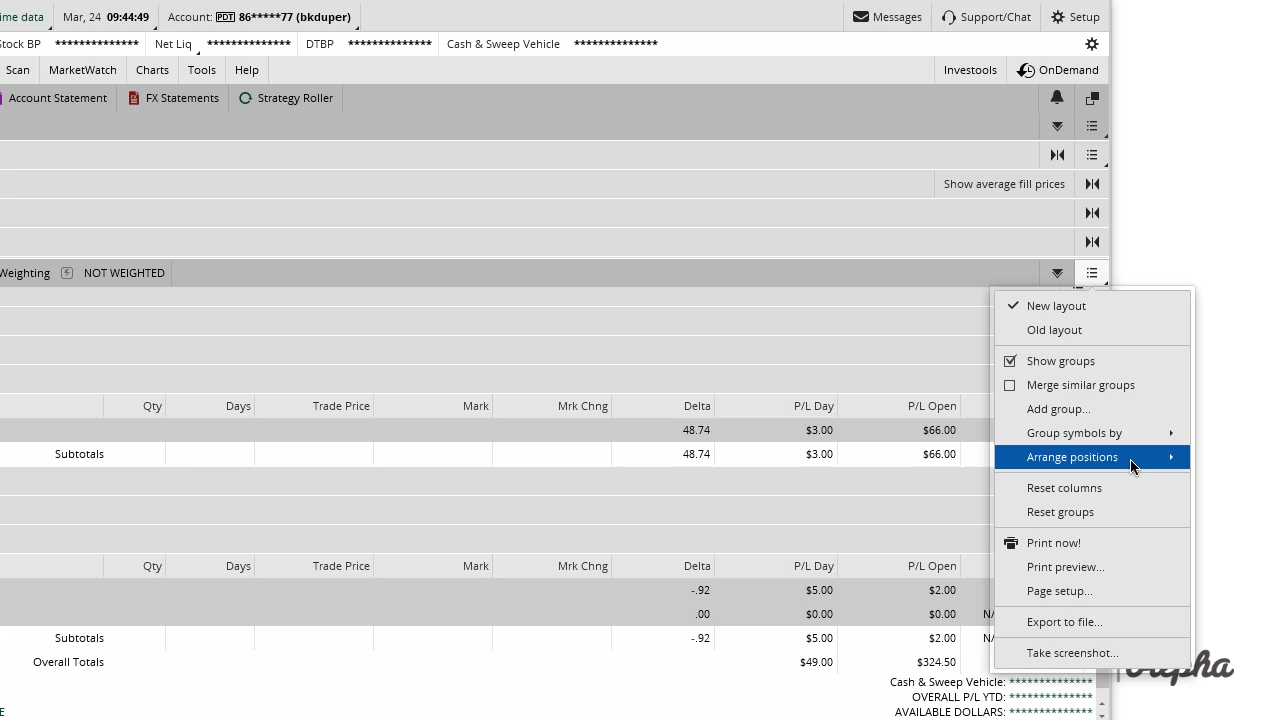 ime data Mar, 24 09:44:49 Account: PDT 86*****77 (bkduper) Messages Support/Chat Setup
Stock BP ************** Net Liq ************** DTBP ************** Cash & Sweep Vehicle **************
Scan MarketWatch Charts Tools Help Investools OnDemand
Account Statement FX Statements Strategy Roller
Show average fill prices
Weighting NOT WEIGHTED
New layout
Old layout
Show groups
Merge similar groups
Add group...
Group symbols by
Arrange positions
Reset columns
Reset groups
Print now!
Print preview...
Page setup...
Export to file...
Take screenshot...
Qty Days Trade Price Mark Mrk Chng Delta P/L Day P/L Open
48.74 $3.00 $66.00
Subtotals 48.74 $3.00 $66.00
Qty Days Trade Price Mark Mrk Chng Delta P/L Day P/L Open
-.92 $5.00 $2.00
.00 $0.00 $0.00 N/
Subtotals -.92 $5.00 $2.00 N/
Overall Totals $49.00 $324.50
Cash & Sweep Vehicle: **************
OVERALL P/L YTD: **************
E AVAILABLE DOLLARS: **************